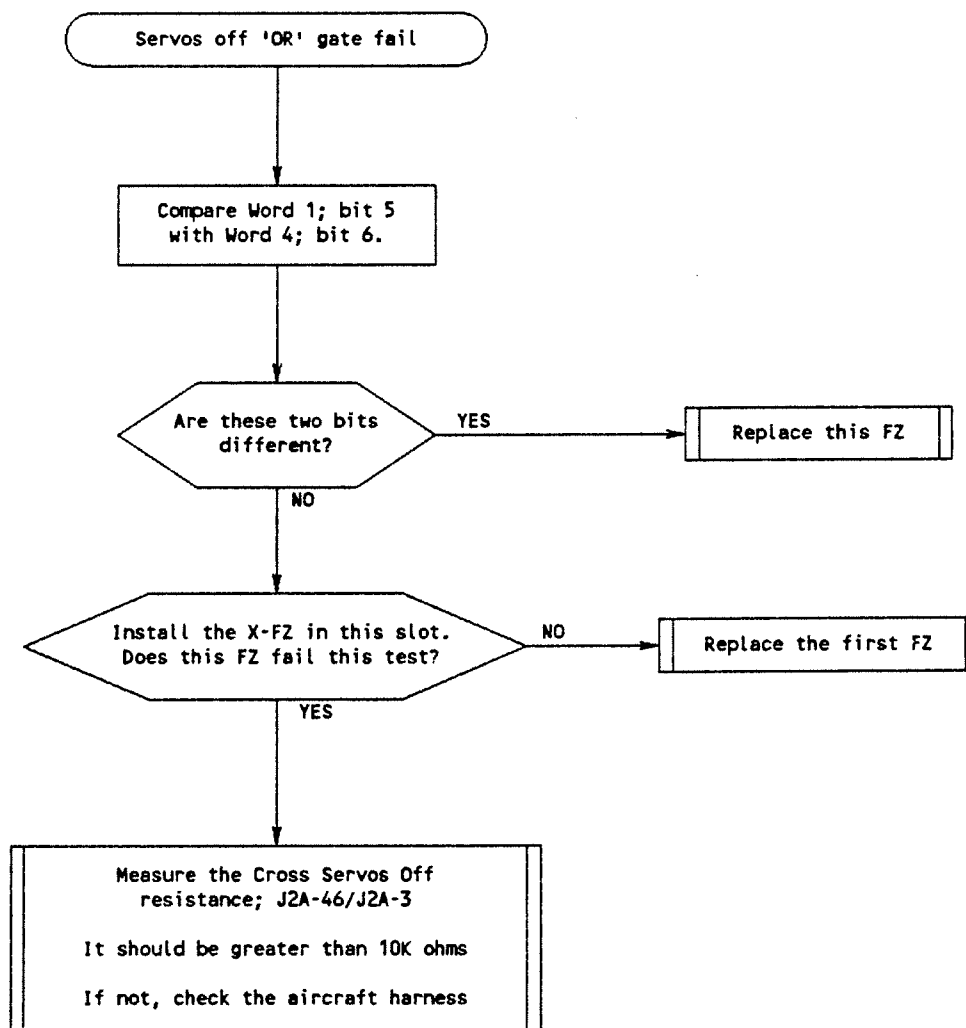 Servos off 'OR' gate fail
Compare Word 1; bit 5
with Word 4; bit 6.
Are these two bits
different?
YES
Replace this FZ
NO
Install the X-FZ in this slot.
Does this FZ fail this test?
NO
Replace the first FZ
YES
Measure the Cross Servos Off
resistance; J2A-46/J2A-3
It should be greater than 10K ohms
If not, check the aircraft harness